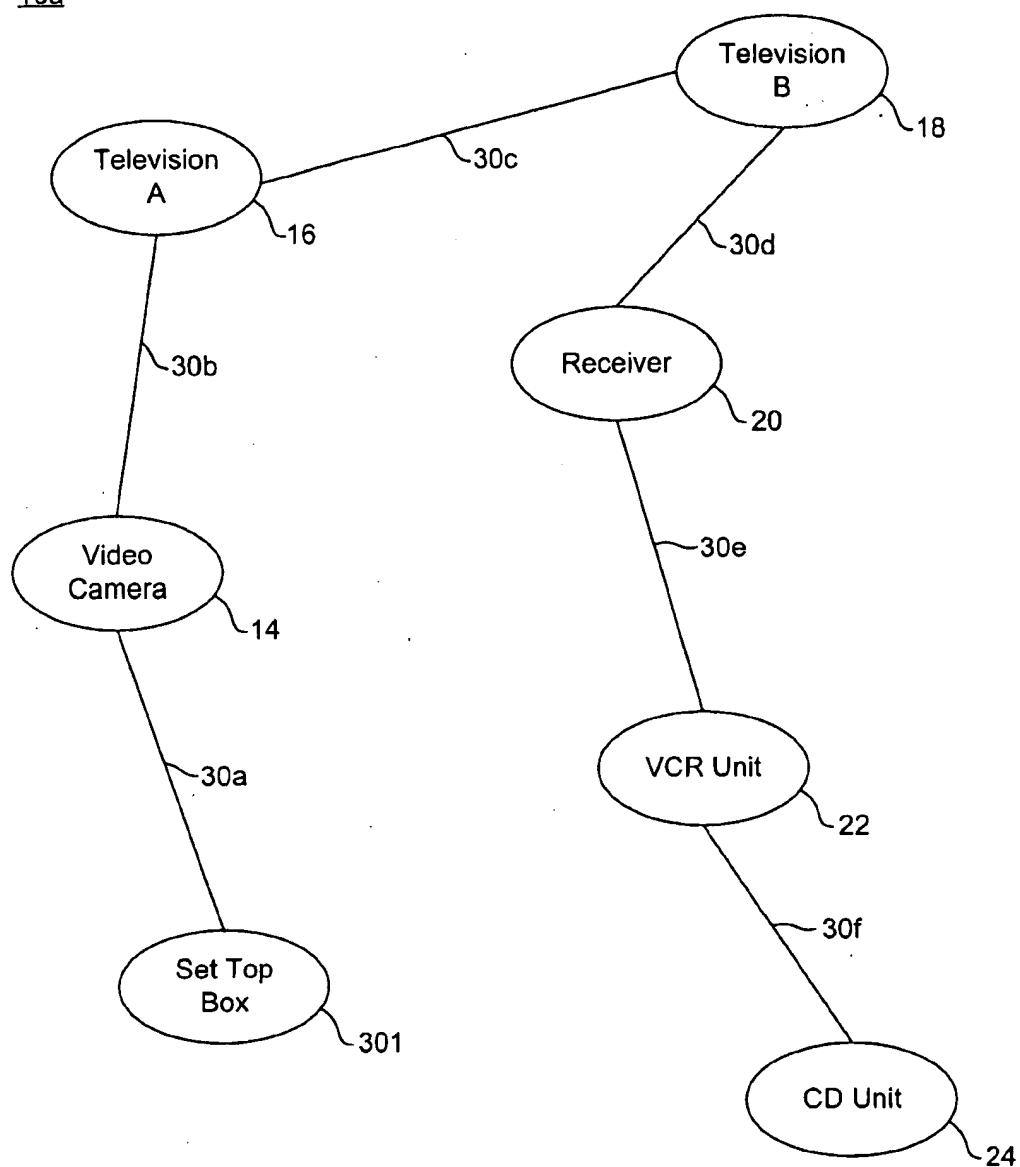 10a
Television
B
18
30c
Television
A
16
30d
30b
Receiver
20
30e
Video
Camera
14
VCR Unit
22
30a
30f
Set Top
Box
301
CD Unit
24